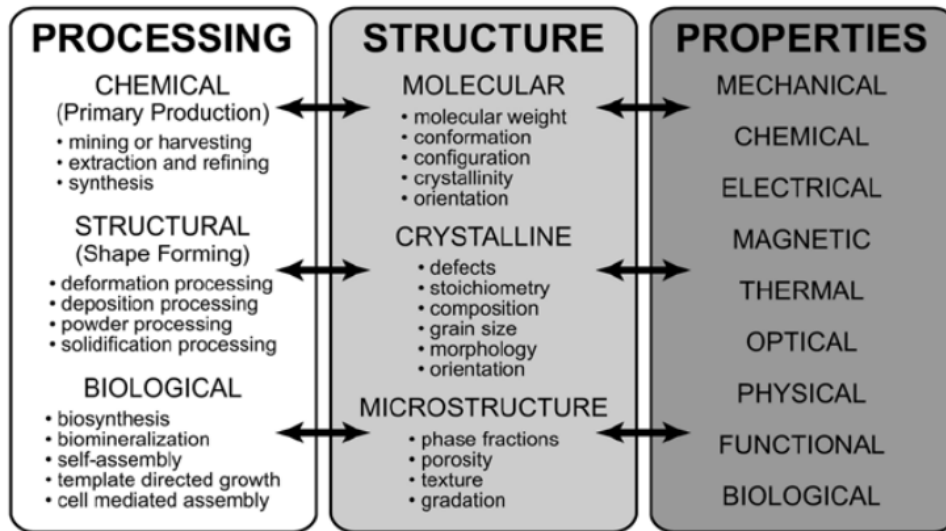 PROCESSING
CHEMICAL
(Primary Production)
• mining or harvesting
• extraction and refining
• synthesis
STRUCTURAL
(Shape Forming)
• deformation processing
• deposition processing
• powder processing
• solidification processing
BIOLOGICAL
• biosynthesis
• biomineralization
• self-assembly
• template directed growth
• cell mediated assembly
STRUCTURE
MOLECULAR
• molecular weight
• conformation
• configuration
• crystallinity
• orientation
CRYSTALLINE
• defects
• stoichiometry
• composition
• grain size
• morphology
• orientation
MICROSTRUCTURE
• phase fractions
• porosity
• texture
• gradation
PROPERTIES
MECHANICAL
CHEMICAL
ELECTRICAL
MAGNETIC
THERMAL
OPTICAL
PHYSICAL
FUNCTIONAL
BIOLOGICAL